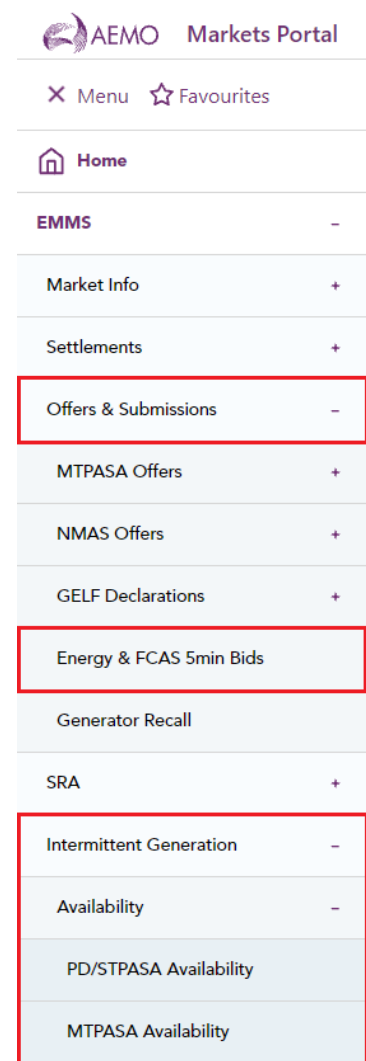 AEMO Markets Portal
Menu Favourites
Home
EMMS –
Market Info +
Settlements +
Offers & Submissions –
MTPASA Offers +
NMAS Offers +
GELF Declarations +
Energy & FCAS 5min Bids
Generator Recall
SRA +
Intermittent Generation –
Availability –
PD/STPASA Availability
MTPASA Availability